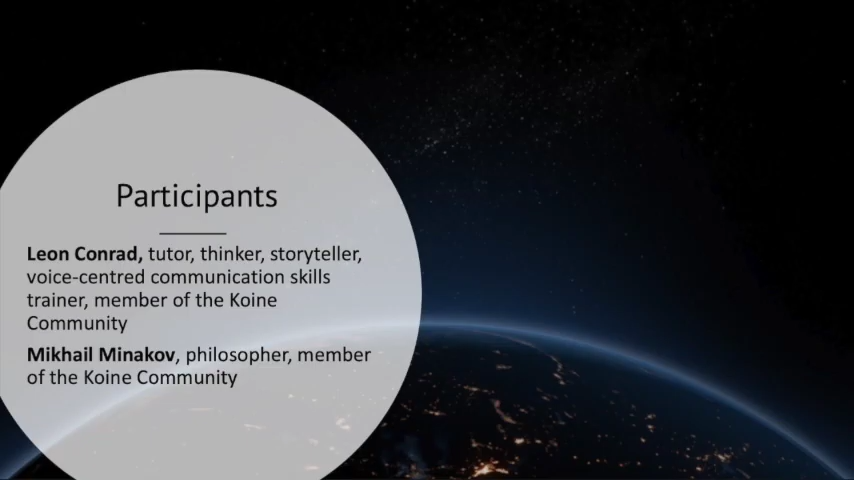 Participants
Leon Conrad, tutor, thinker, storyteller,
voice-centred communication skills
trainer, member of the Koine
Community
Mikhail Minakov, philosopher, member
of the Koine Community